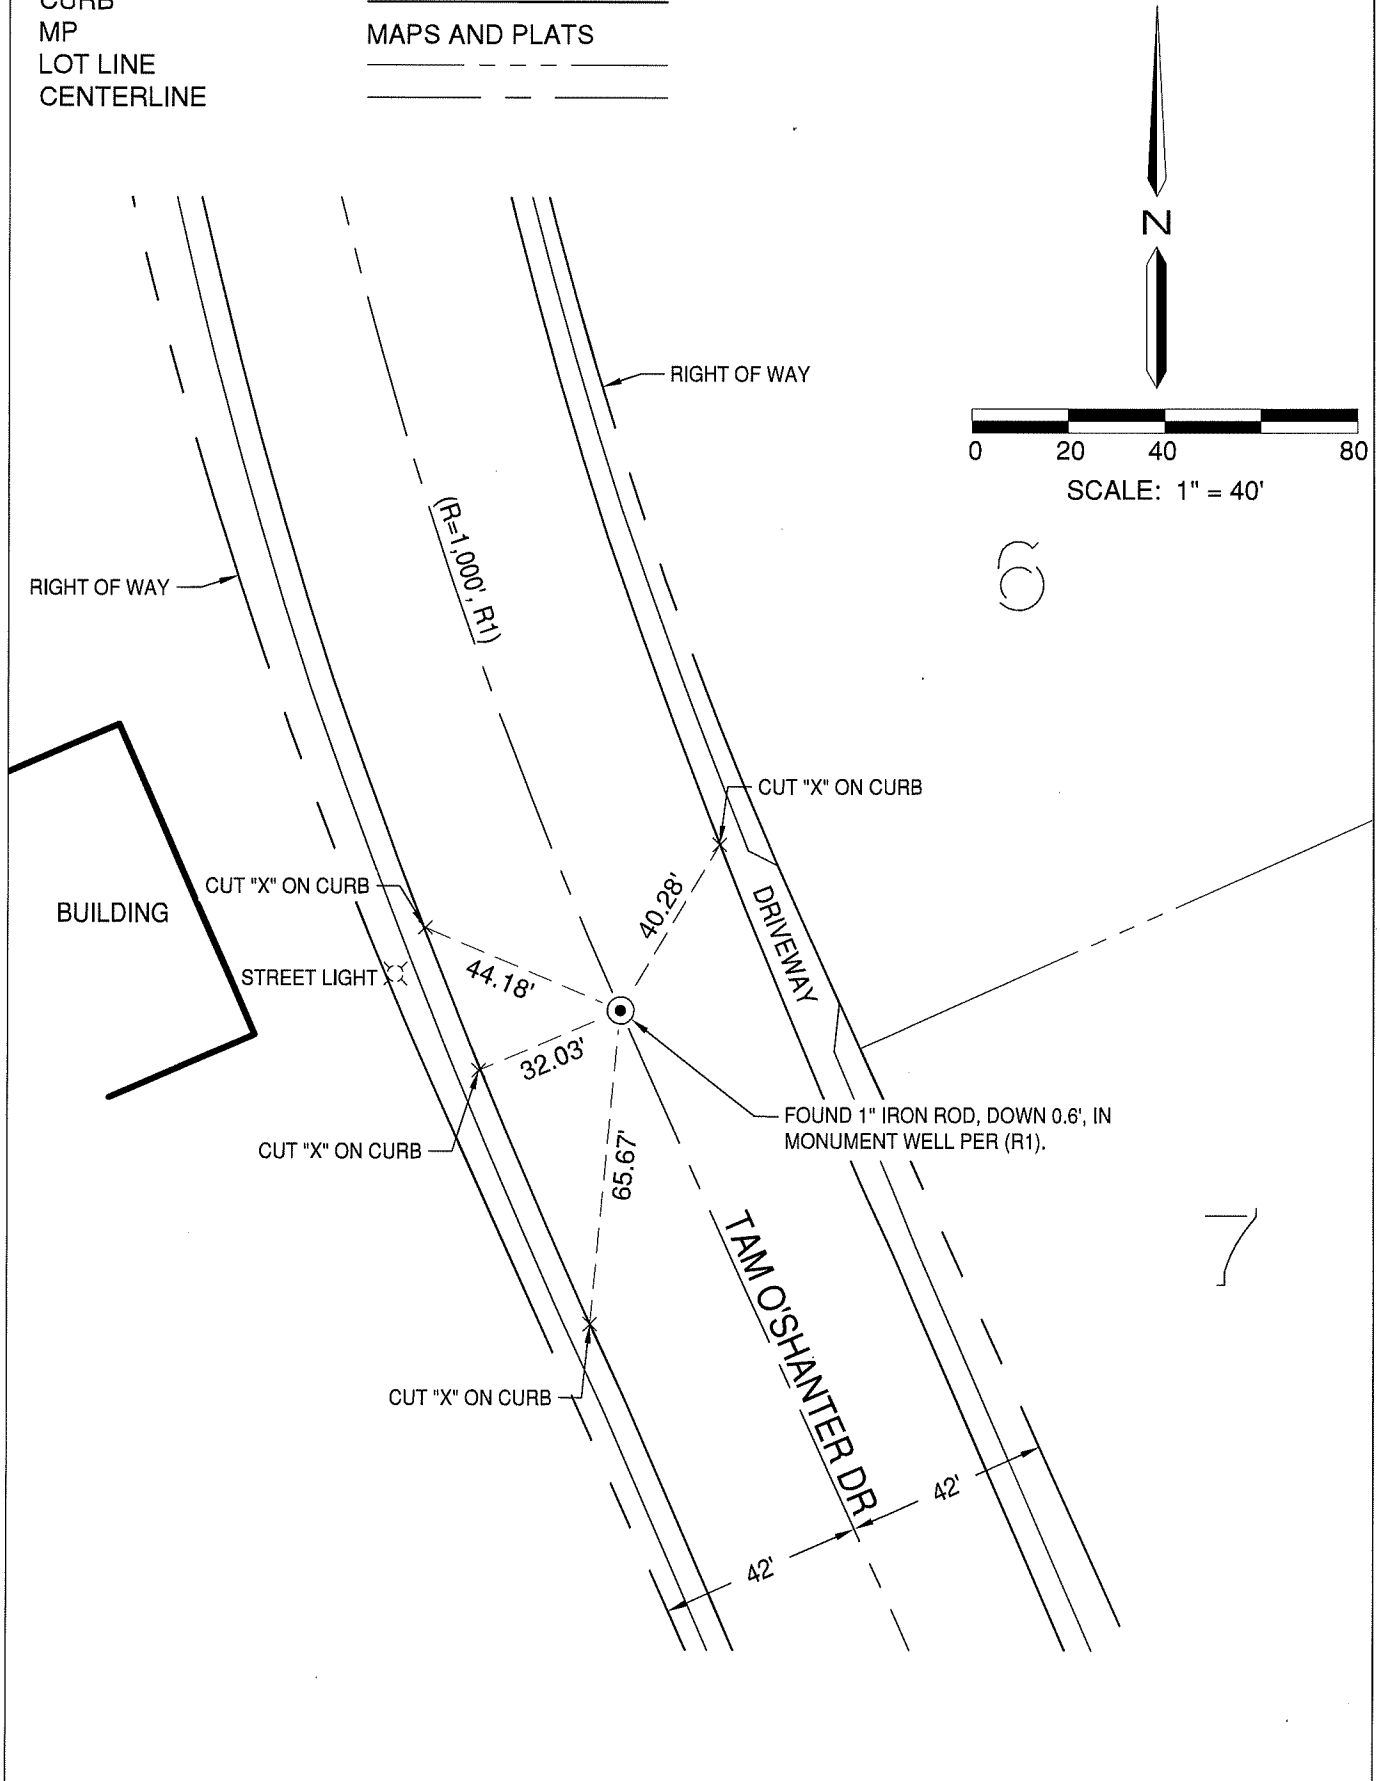 CURB
MP
MAPS AND PLATS
LOT LINE
CENTERLINE
N
RIGHT OF WAY
0 20 40 80
SCALE: 1" = 40'
(R=1,000', R1)
6
RIGHT OF WAY
CUT "X" ON CURB
CUT "X" ON CURB
40.28'
DRIVEWAY
BUILDING
STREET LIGHT
44.18'
32.03'
FOUND 1" IRON ROD, DOWN 0.6', IN
MONUMENT WELL PER (R1).
CUT "X" ON CURB
65.67'
7
TAM O'SHANTER DR
CUT "X" ON CURB
42'
42'